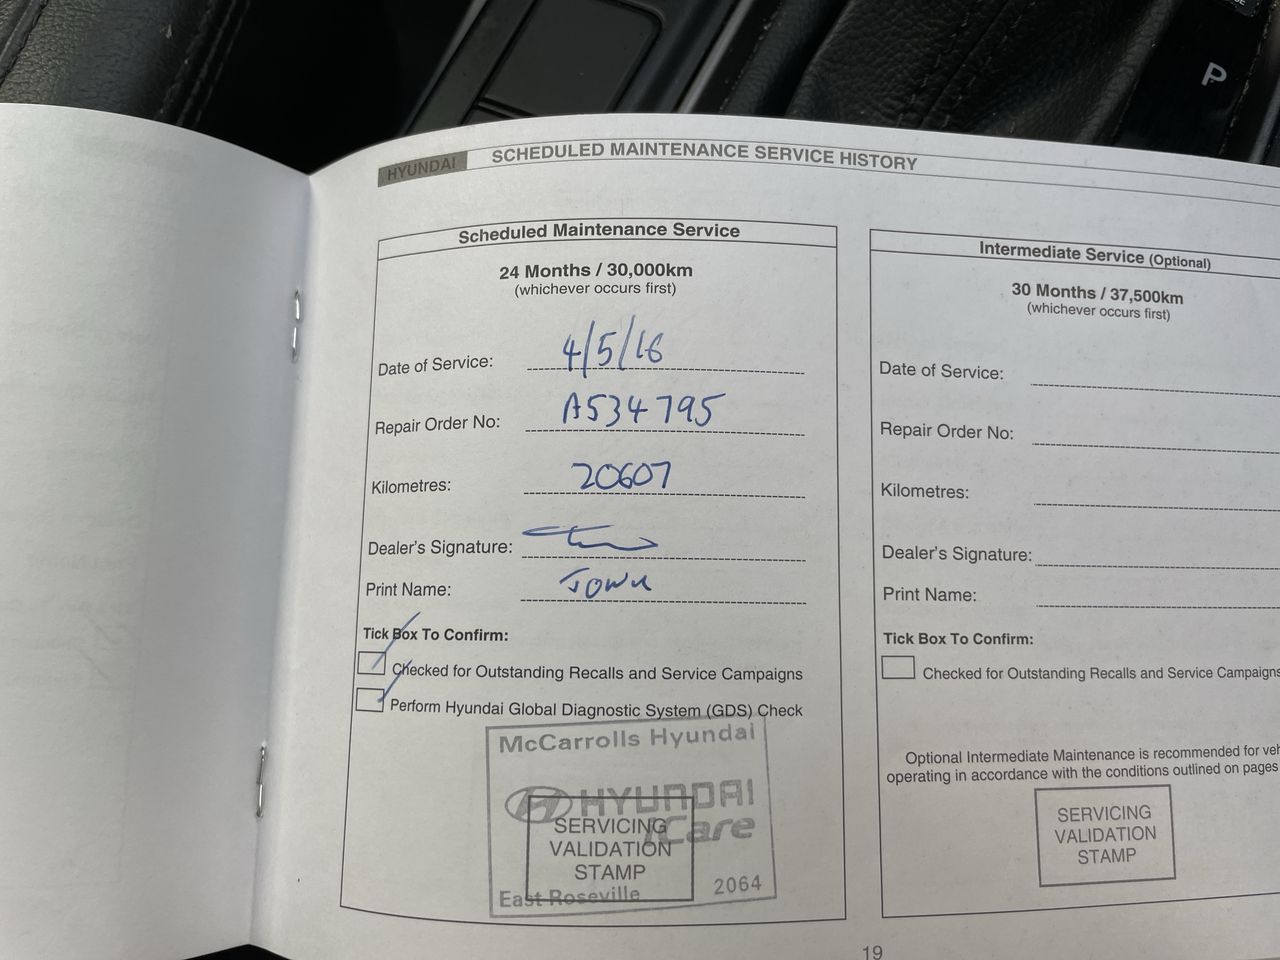 P
HYUNDAI SCHEDULED MAINTENANCE SERVICE HISTORY
Scheduled Maintenance Service
24 Months / 30,000km
(whichever occurs first)
Date of Service: 4/5/16
Repair Order No: A534795
Kilometres: 20607
Dealer's Signature:
Print Name:
Tick Box To Confirm:
Checked for Outstanding Recalls and Service Campaigns
Perform Hyundai Global Diagnostic System (GDS) Check
McCarrolls Hyundai
HYUNDAI
iCare
SERVICING
VALIDATION
STAMP
East Roseville 2064
Intermediate Service (Optional)
30 Months / 37,500km
(whichever occurs first)
Date of Service:
Repair Order No:
Kilometres:
Dealer's Signature:
Print Name:
Tick Box To Confirm:
Checked for Outstanding Recalls and Service Campaigns
Optional Intermediate Maintenance is recommended for veh
operating in accordance with the conditions outlined on pages
SERVICING
VALIDATION
STAMP
19